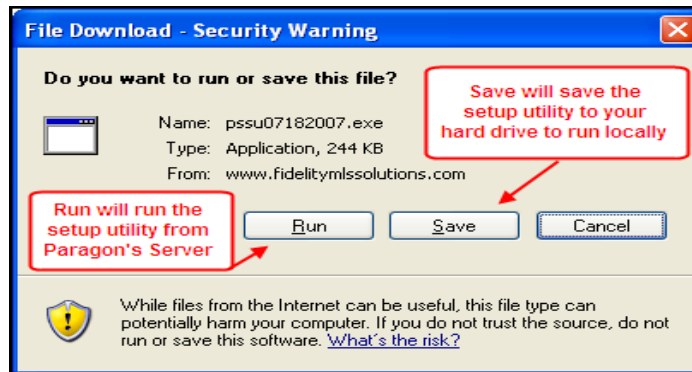 File Download - Security Warning
Do you want to run or save this file?
Save will save the
setup utility to your
hard drive to run locally
Name: pssu07182007.exe
Type: Application, 244 KB
From: www.fidelitymlssolutions.com
Run will run the
setup utility from
Paragon's Server
Run Save Cancel
While files from the Internet can be useful, this file type can
potentially harm your computer. If you do not trust the source, do not
run or save this software. What's the risk?